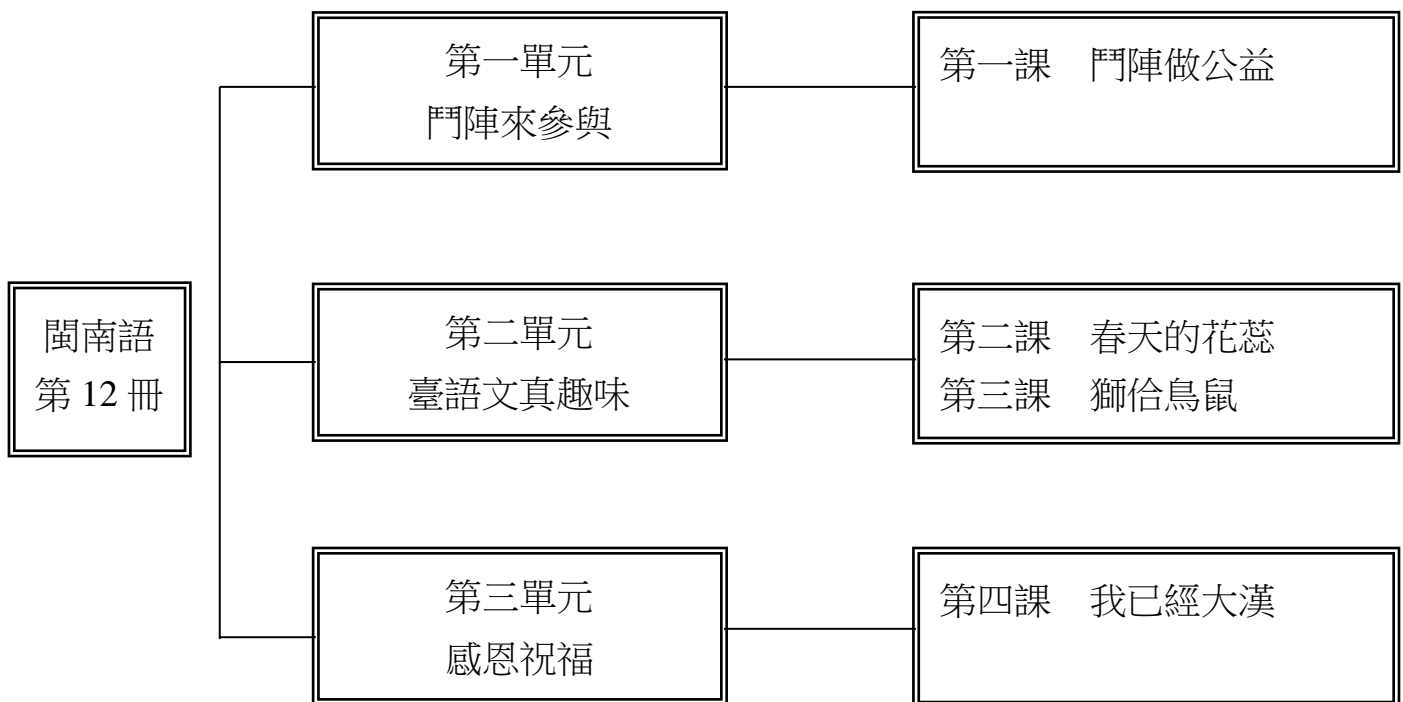 閩南語
第 12 冊
第一單元
鬥陣來參與
第一課　鬥陣做公益
第二單元
臺語文真趣味
第二課　春天的花蕊
第三課　獅佮鳥鼠
第三單元
感恩祝福
第四課　我已經大漢